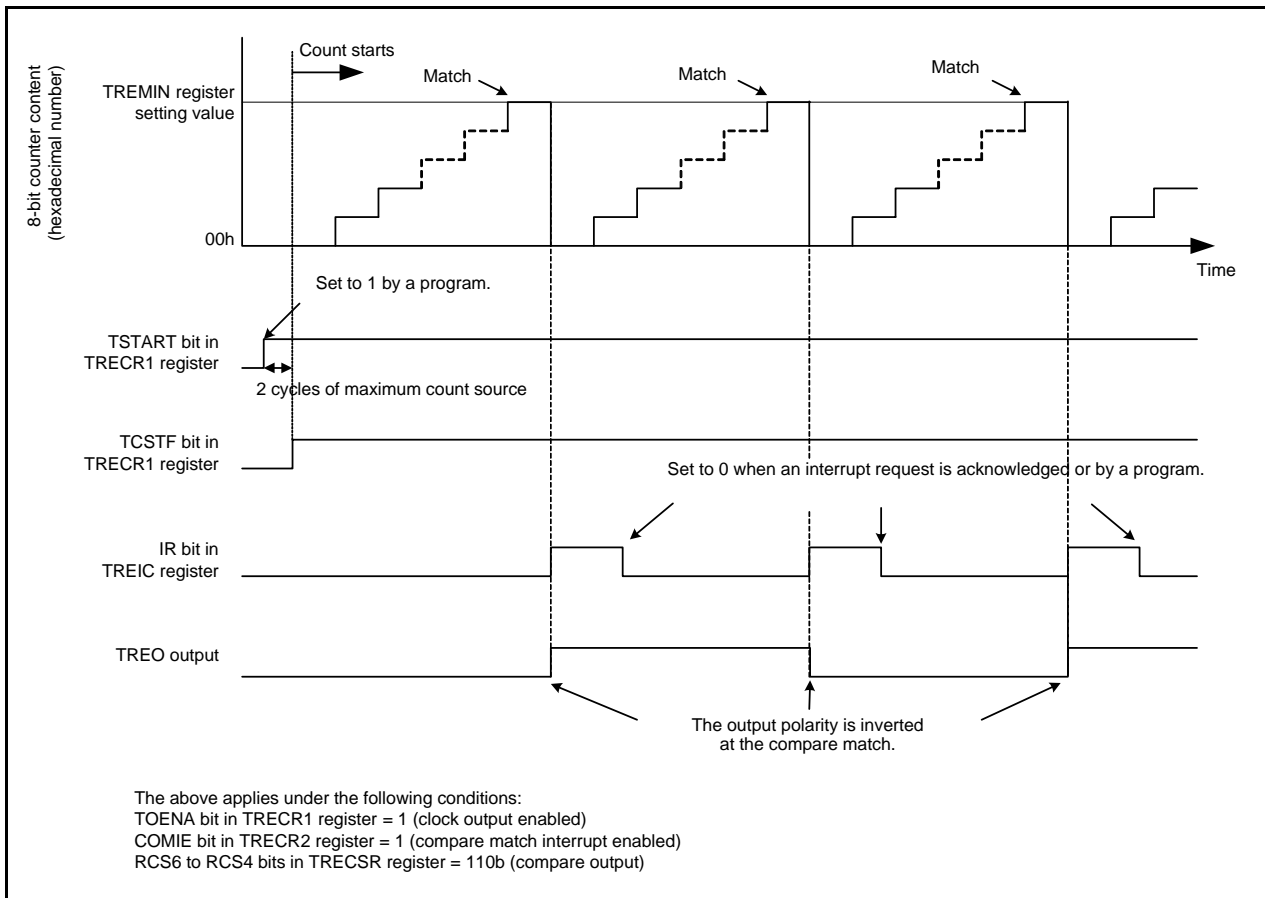 Count starts
8-bit counter content
(hexadecimal number)
TREMIN register
setting value
Match
Match
Match
00h
Time
Set to 1 by a program.
TSTART bit in
TRECR1 register
2 cycles of maximum count source
TCSTF bit in
TRECR1 register
Set to 0 when an interrupt request is acknowledged or by a program.
IR bit in
TREIC register
TREO output
The output polarity is inverted
at the compare match.
The above applies under the following conditions:
TOENA bit in TRECR1 register = 1 (clock output enabled)
COMIE bit in TRECR2 register = 1 (compare match interrupt enabled)
RCS6 to RCS4 bits in TRECSR register = 110b (compare output)